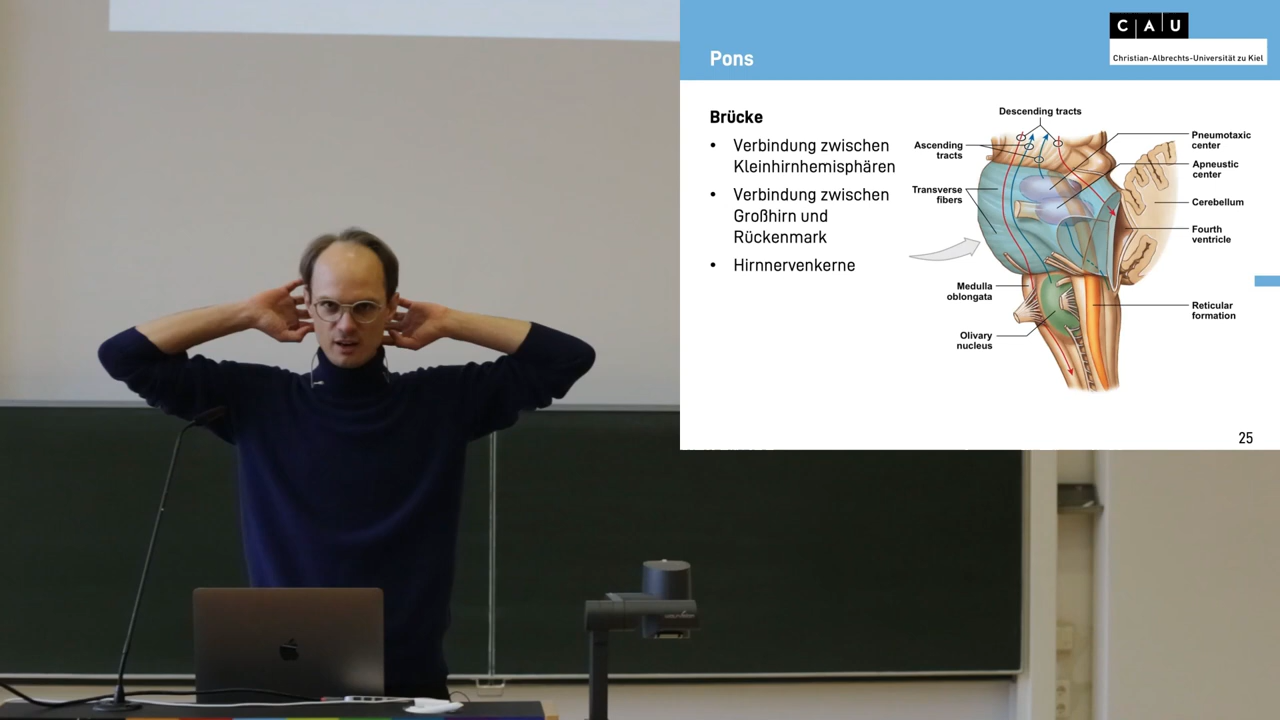 C A U
Christian-Albrechts-Universität zu Kiel
Pons
Brücke
• Verbindung zwischen
Kleinhirnhemisphären
• Verbindung zwischen
Großhirn und
Rückenmark
• Hirnnervenkerne
Descending tracts
Ascending
tracts
Transverse
fibers
Medulla
oblongata
Olivary
nucleus
Pneumotaxic
center
Apneustic
center
Cerebellum
Fourth
ventricle
Reticular
formation
25